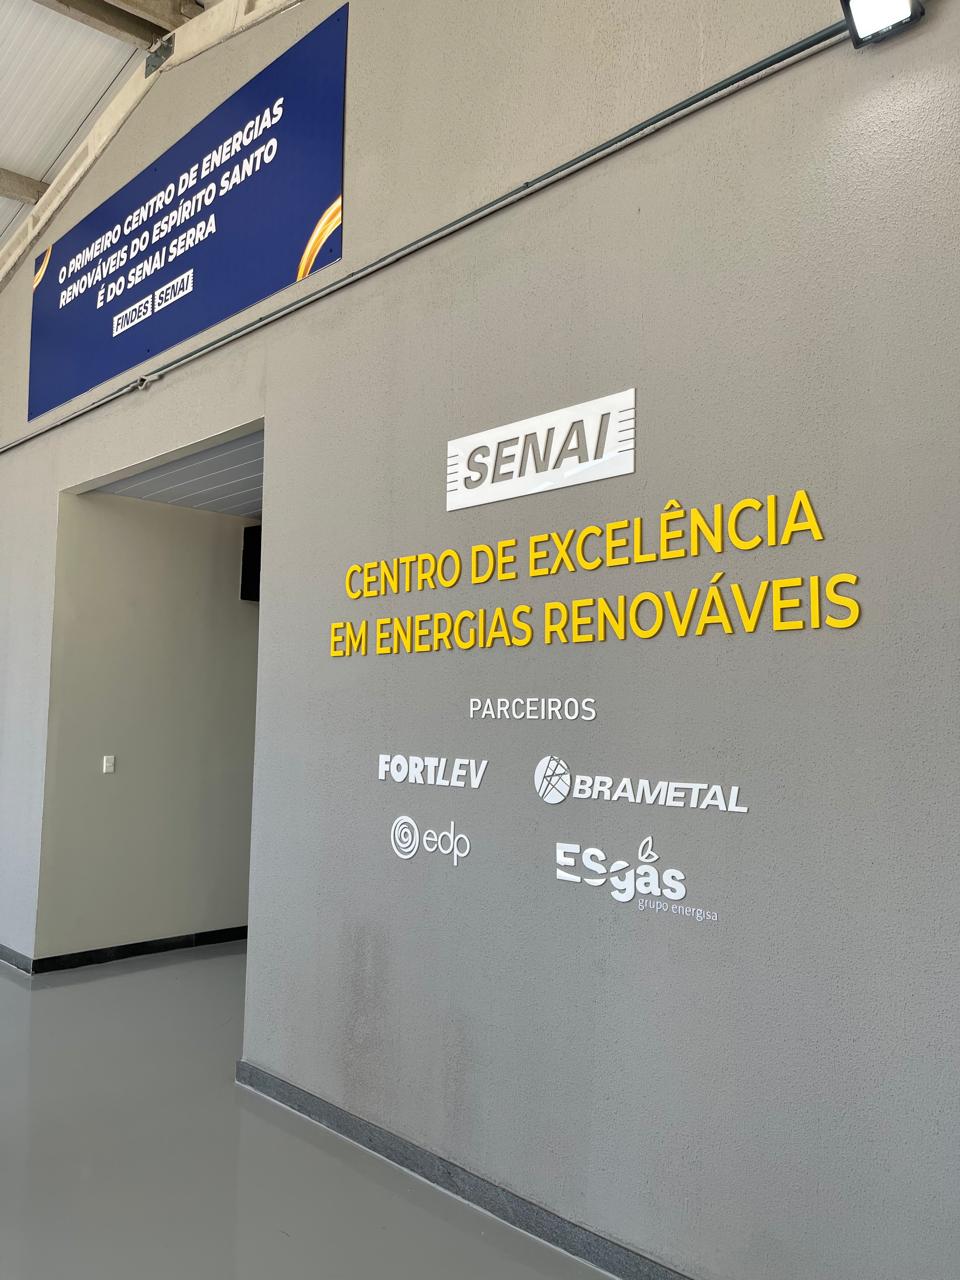 O PRIMEIRO CENTRO DE ENERGIAS
RENOVÁVEIS DO ESPÍRITO SANTO
É DO SENAI SERRA
FINDES SENAI
SENAI
CENTRO DE EXCELÊNCIA
EM ENERGIAS RENOVÁVEIS
PARCEIROS
FORTLEV BRAMETAL
edp ESgás
grupo energisa